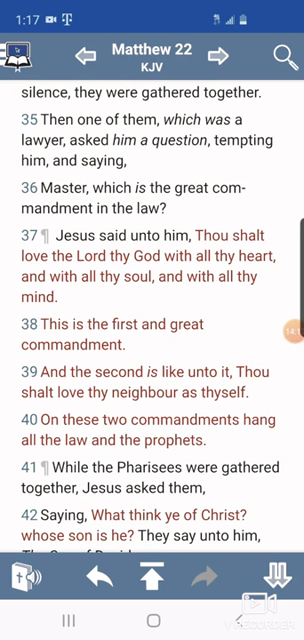 1:17
Matthew 22
KJV
silence, they were gathered together.
35 Then one of them, which was a
lawyer, asked him a question, tempting
him, and saying,
36 Master, which is the great com-
mandment in the law?
37 ¶ Jesus said unto him, Thou shalt
love the Lord thy God with all thy heart,
and with all thy soul, and with all thy
mind.
38 This is the first and great
commandment.
39 And the second is like unto it, Thou
shalt love thy neighbour as thyself.
40 On these two commandments hang
all the law and the prophets.
41 ¶ While the Pharisees were gathered
together, Jesus asked them,
42 Saying, What think ye of Christ?
whose son is he? They say unto him,